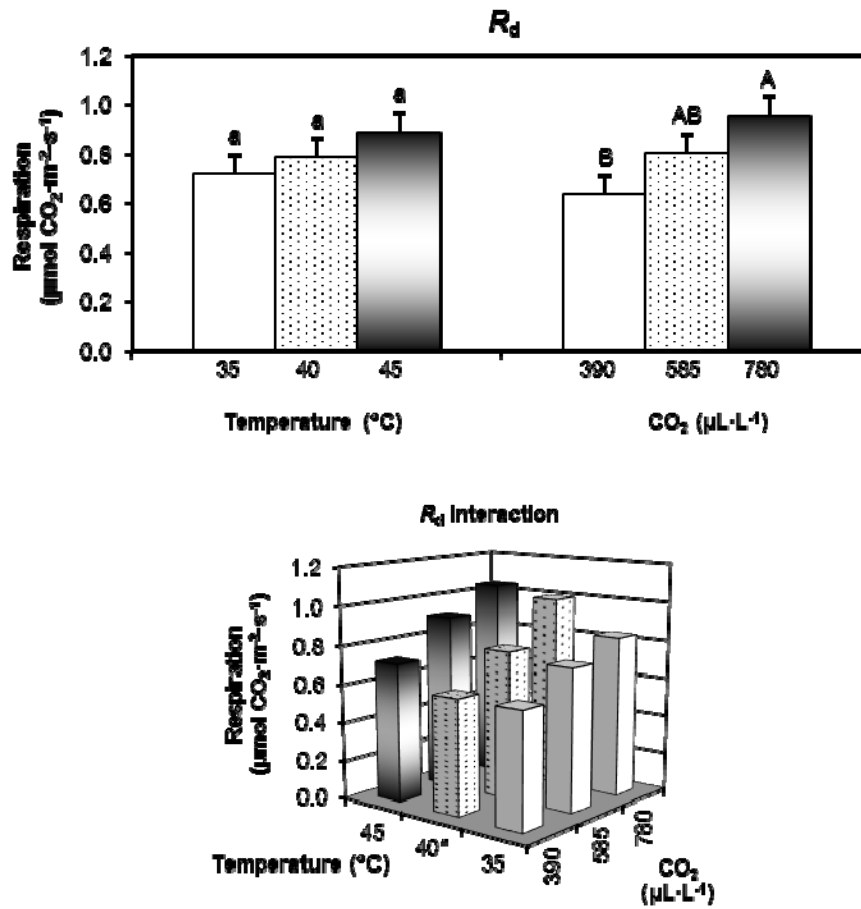 Rd
Respiration
(µmol CO2·m-2·s-1)
1.2
1.0
0.8
0.6
0.4
0.2
0.0
a
a
a
B
AB
A
35 40 45 390 585 780
Temperature (°C) CO2 (µL·L-1)
Rd interaction
Respiration
(µmol CO2·m-2·s-1)
1.2
1.0
0.8
0.6
0.4
0.2
0.0
45
40*
35
390
585
780
Temperature (°C)
CO2
(µL·L-1)